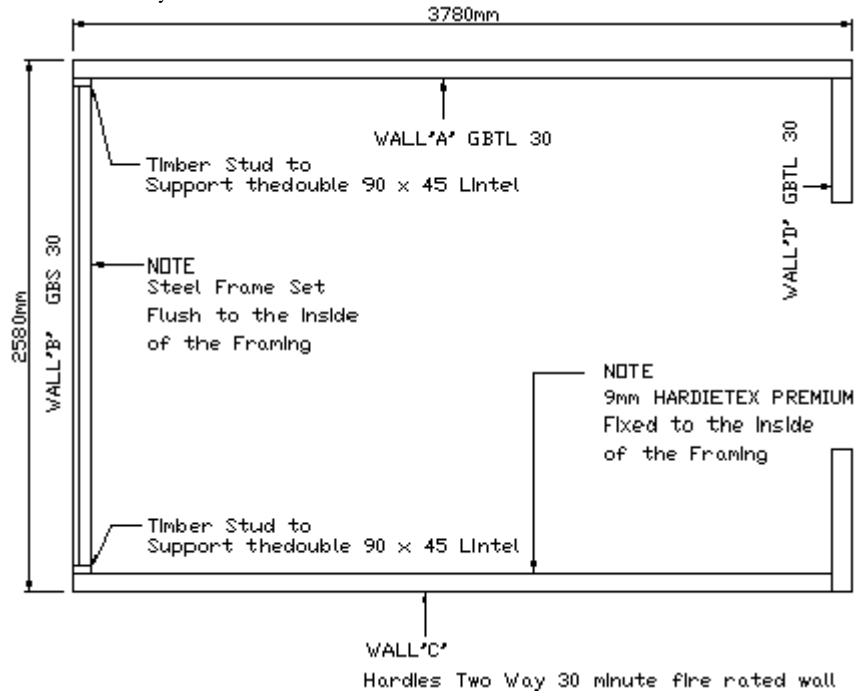 3780mm
WALL'A' GBTL 30
Timber Stud to
Support thedouble 90 x 45 Lintel
WALL'D' GBTL 30
WALL'B' GBS 30
2580mm
NOTE
Steel Frame Set
Flush to the Inside
of the Framing
NOTE
9mm HARDIETEX PREMIUM
Fixed to the Inside
of the Framing
Timber Stud to
Support thedouble 90 x 45 Lintel
WALL'C'
Hardies Two Way 30 minute fire rated wall